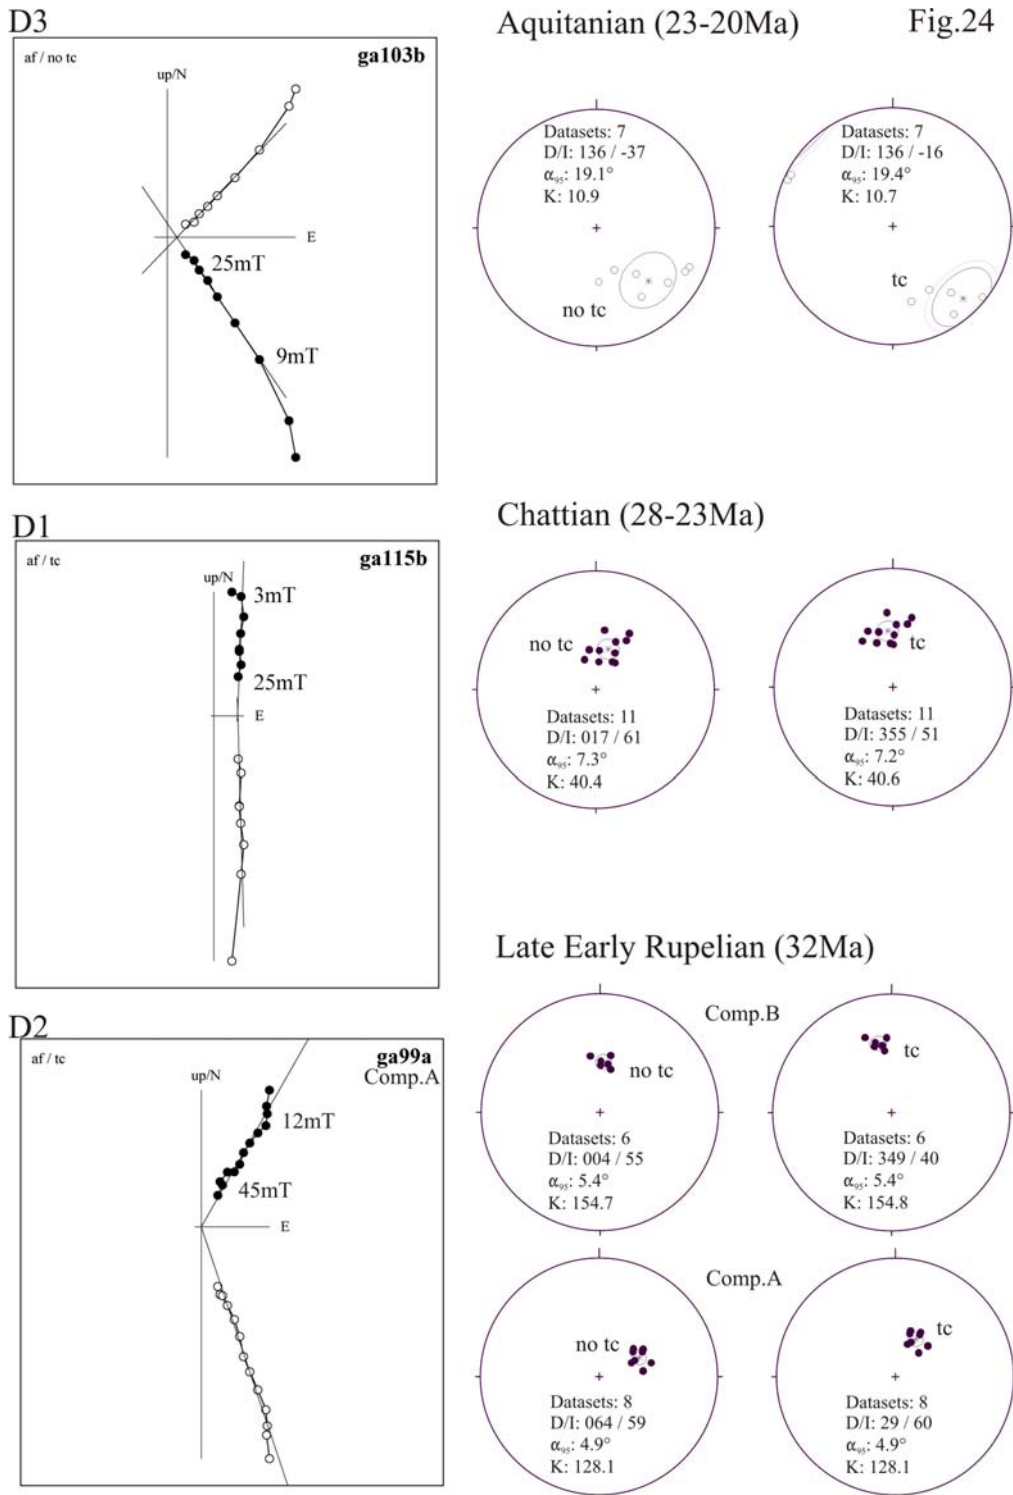 D3
Aquitanian (23-20Ma)
Fig.24
af / no tc
ga103b
up/N
E
25mT
9mT
Datasets: 7
D/I: 136 / -37
α₉₅: 19.1°
K: 10.9
no tc
Datasets: 7
D/I: 136 / -16
α₉₅: 19.4°
K: 10.7
tc
D1
Chattian (28-23Ma)
af / tc
ga115b
up/N
3mT
25mT
E
no tc
Datasets: 11
D/I: 017 / 61
α₉₅: 7.3°
K: 40.4
tc
Datasets: 11
D/I: 355 / 51
α₉₅: 7.2°
K: 40.6
Late Early Rupelian (32Ma)
D2
af / tc
ga99a
Comp.A
up/N
12mT
45mT
E
Comp.B
no tc
Datasets: 6
D/I: 004 / 55
α₉₅: 5.4°
K: 154.7
tc
Datasets: 6
D/I: 349 / 40
α₉₅: 5.4°
K: 154.8
Comp.A
no tc
Datasets: 8
D/I: 064 / 59
α₉₅: 4.9°
K: 128.1
tc
Datasets: 8
D/I: 29 / 60
α₉₅: 4.9°
K: 128.1